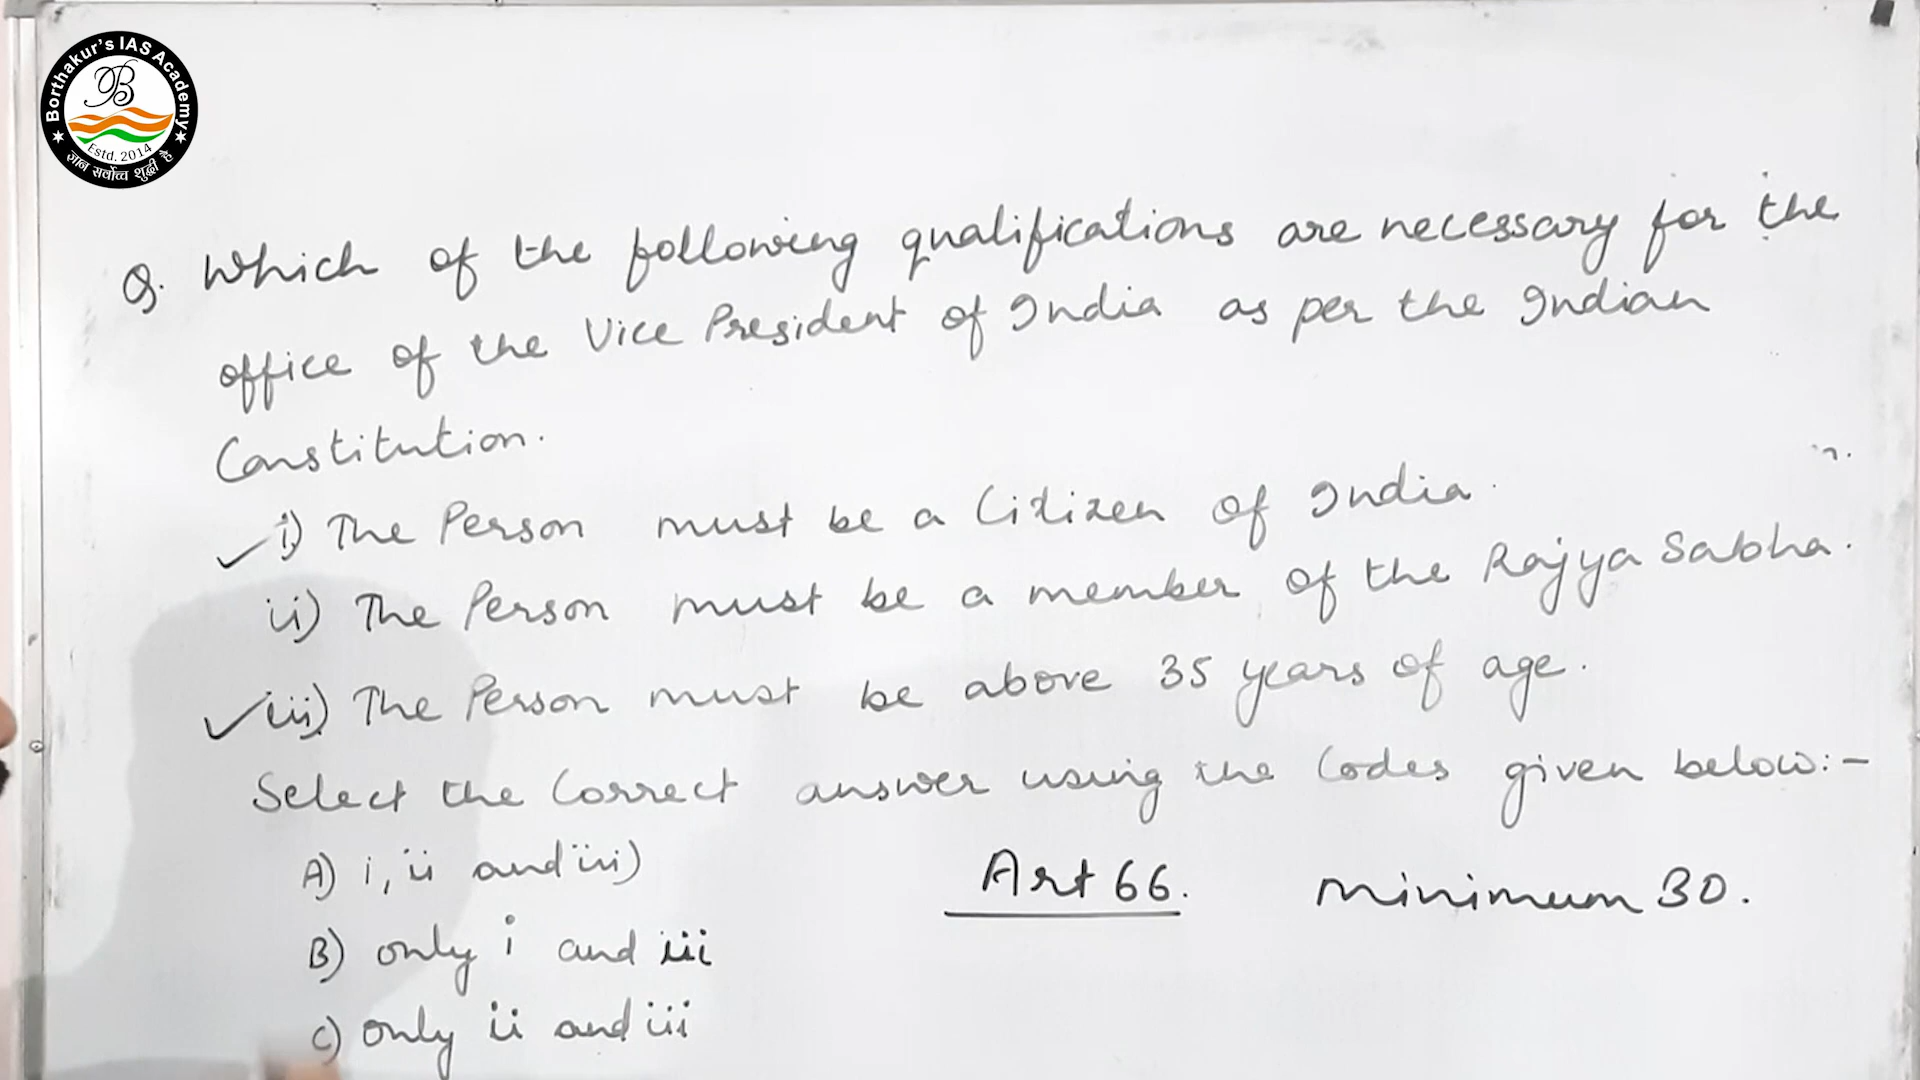 Borthakur's IAS Academy
B
Estd. 2014
ज्ञान सर्वोच्च शुद्धी है
Q. Which of the following qualifications are necessary for the
office of the Vice President of India as per the Indian
Constitution.
i) The Person must be a Citizen of India.
ii) The Person must be a member of the Rajya Sabha.
iii) The Person must be above 35 years of age.
Select the Correct answer using the Codes given below:-
A) i, ii and iii)
Art 66. minimum 30.
B) only i and iii
C) only ii and iii